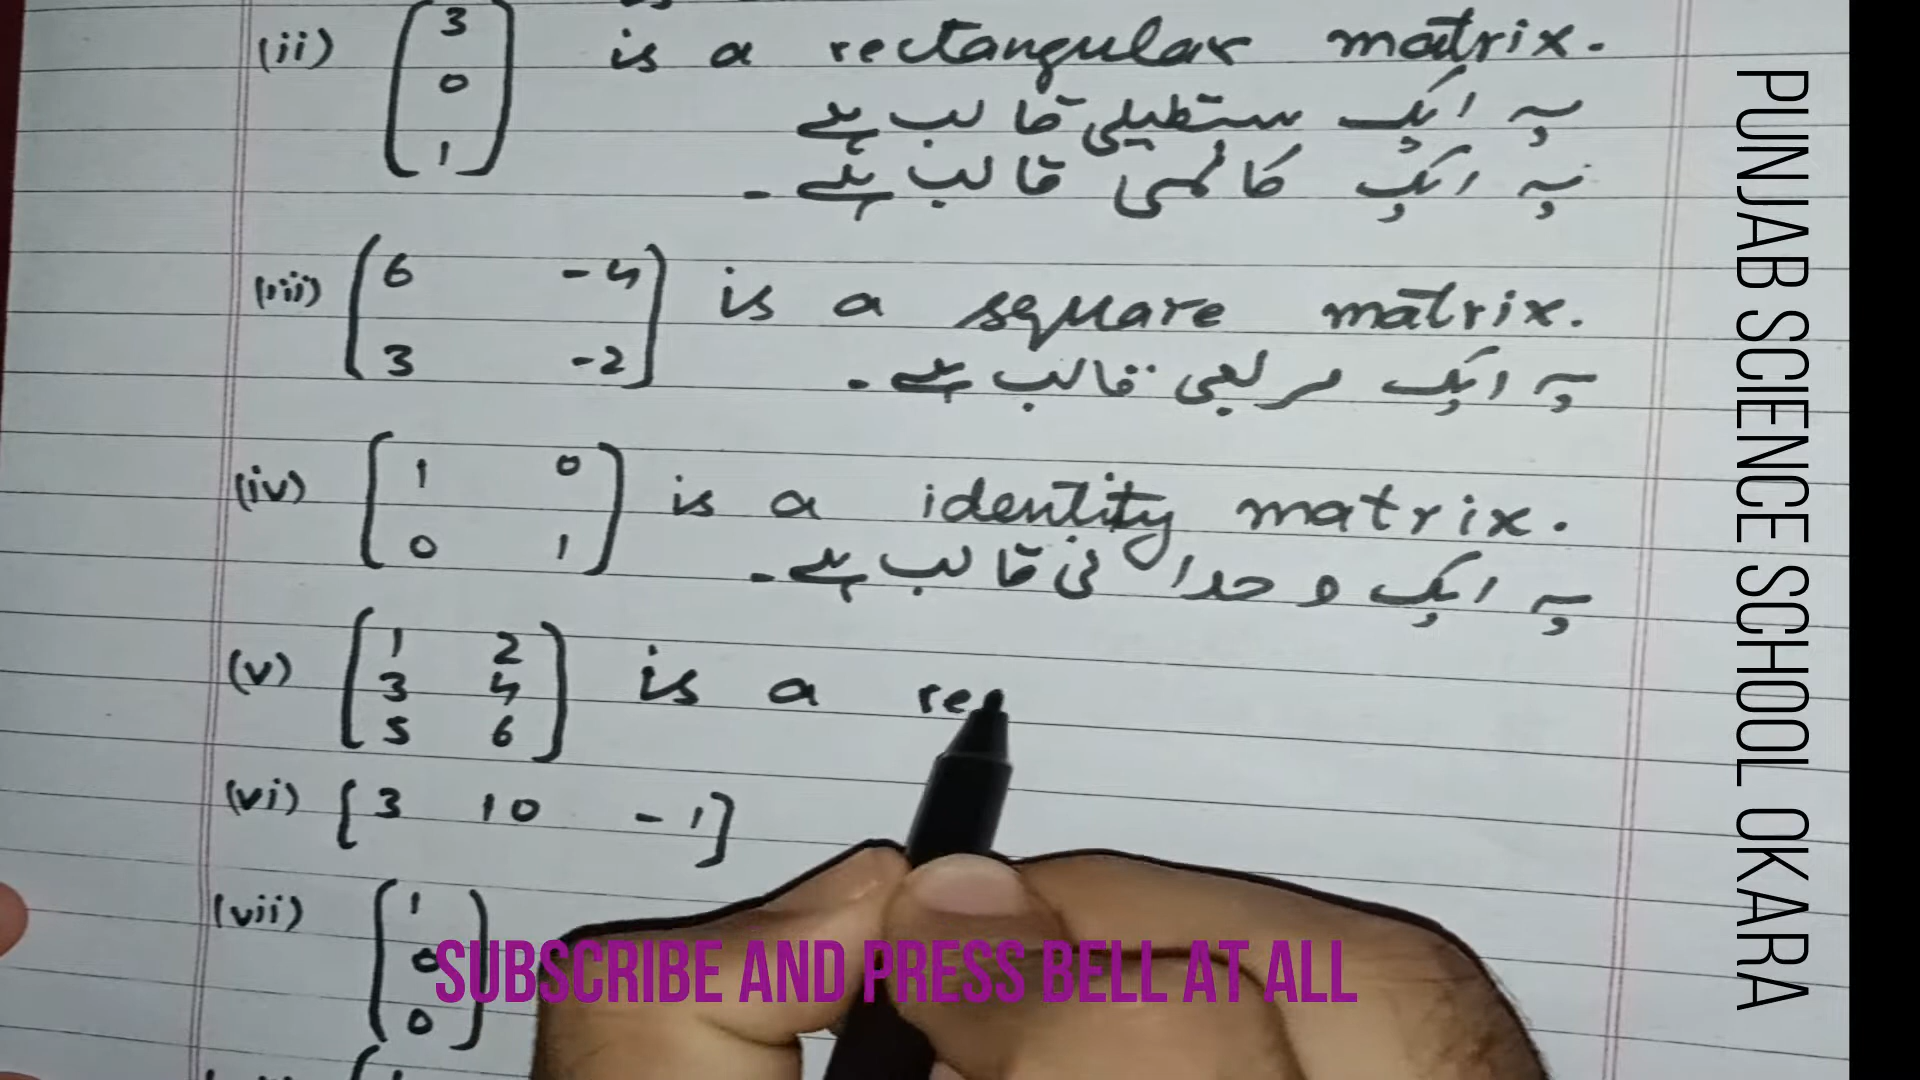 (ii) 3 is a rectangular matrix.
0 یہ ایک مستطیلی قالب ہے
1 یہ ایک کالمی قالب ہے۔
(iii) 6 -4 is a square matrix.
3 -2 یہ ایک مربعی قالب ہے۔
(iv) 1 0 is a identity matrix.
0 1 یہ ایک وحدانی قالب ہے۔
(v) 1 2
3 4 is a re
5 6
(vi) [3 10 -1]
(vii) 1
0
0
SUBSCRIBE AND PRESS BELL AT ALL
PUNJAB SCIENCE SCHOOL OKARA